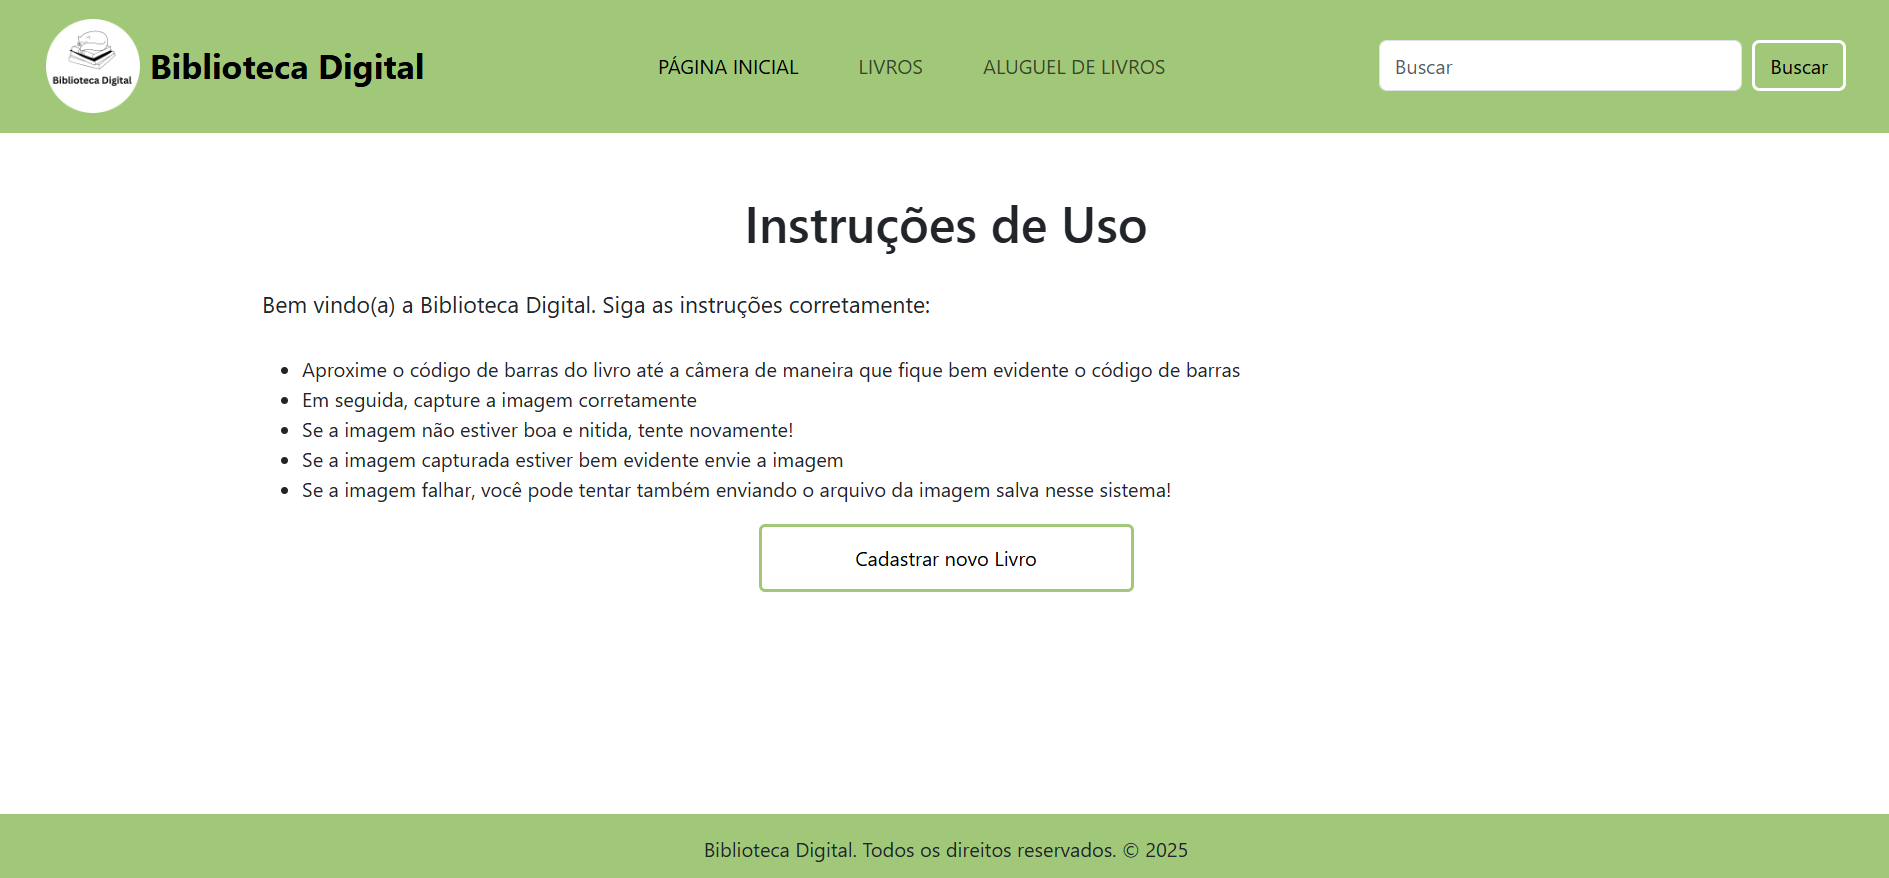 Biblioteca Digital
Biblioteca Digital
PÁGINA INICIAL
LIVROS
ALUGUEL DE LIVROS
Buscar
Buscar
Instruções de Uso
Bem vindo(a) a Biblioteca Digital. Siga as instruções corretamente:
Aproxime o código de barras do livro até a câmera de maneira que fique bem evidente o código de barras
Em seguida, capture a imagem corretamente
Se a imagem não estiver boa e nitida, tente novamente!
Se a imagem capturada estiver bem evidente envie a imagem
Se a imagem falhar, você pode tentar também enviando o arquivo da imagem salva nesse sistema!
Cadastrar novo Livro
Biblioteca Digital. Todos os direitos reservados. © 2025